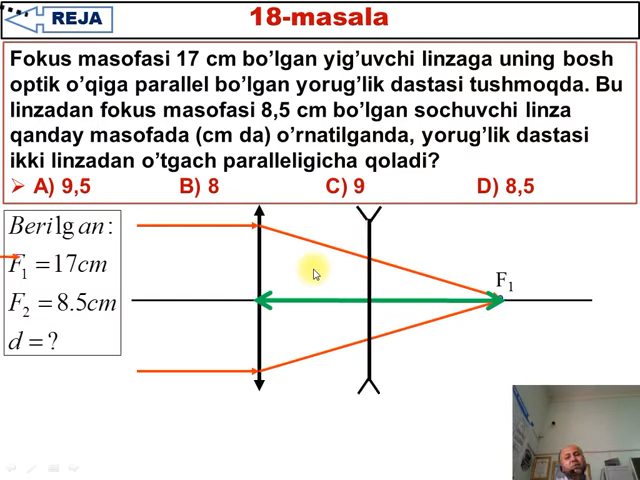 REJA
18-masala
Fokus masofasi 17 cm bo’lgan yig’uvchi linzaga uning bosh
optik o’qiga parallel bo’lgan yorug’lik dastasi tushmoqda. Bu
linzadan fokus masofasi 8,5 cm bo’lgan sochuvchi linza
qanday masofada (cm da) o’rnatilganda, yorug’lik dastasi
ikki linzadan o’tgach paralleligicha qoladi?
➢ A) 9,5 B) 8 C) 9 D) 8,5
Berilgan:
F₁ = 17cm
F₂ = 8.5cm
d = ?
F₁